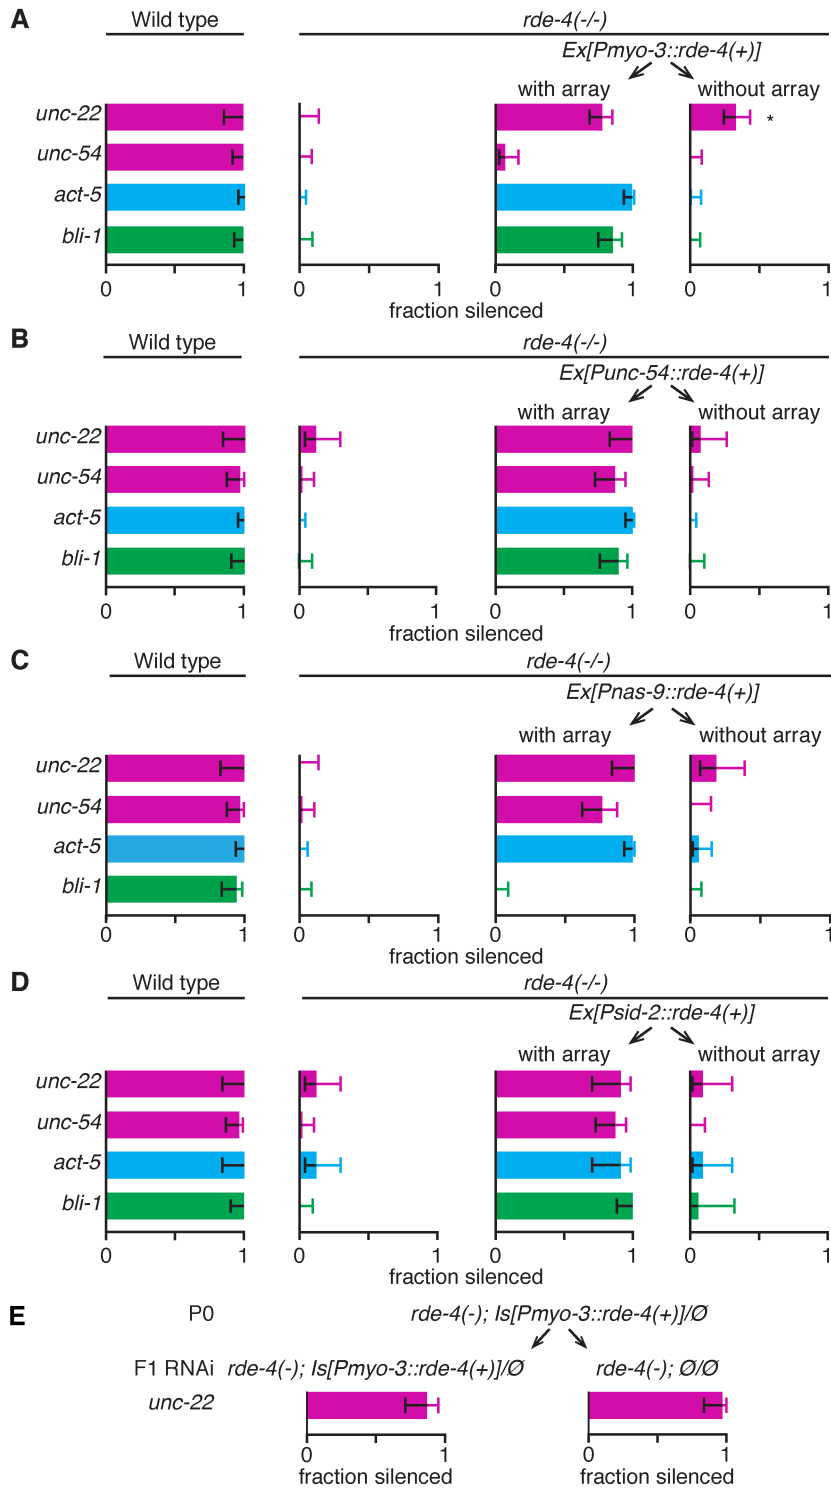 A
Wild type
rde-4(-/-)
Ex[Pmyo-3::rde-4(+)]
with array
without array
unc-22
*
unc-54
act-5
bli-1
0 1 0 1 0 1 0 1
fraction silenced
B
Wild type
rde-4(-/-)
Ex[Punc-54::rde-4(+)]
with array
without array
unc-22
unc-54
act-5
bli-1
0 1 0 1 0 1 0 1
fraction silenced
C
Wild type
rde-4(-/-)
Ex[Pnas-9::rde-4(+)]
with array
without array
unc-22
unc-54
act-5
bli-1
0 1 0 1 0 1 0 1
fraction silenced
D
Wild type
rde-4(-/-)
Ex[Psid-2::rde-4(+)]
with array
without array
unc-22
unc-54
act-5
bli-1
0 1 0 1 0 1 0 1
fraction silenced
E
P0 rde-4(-); Is[Pmyo-3::rde-4(+)]/Ø
F1 RNAi rde-4(-); Is[Pmyo-3::rde-4(+)]/Ø rde-4(-); Ø/Ø
unc-22
0 1 0 1
fraction silenced fraction silenced